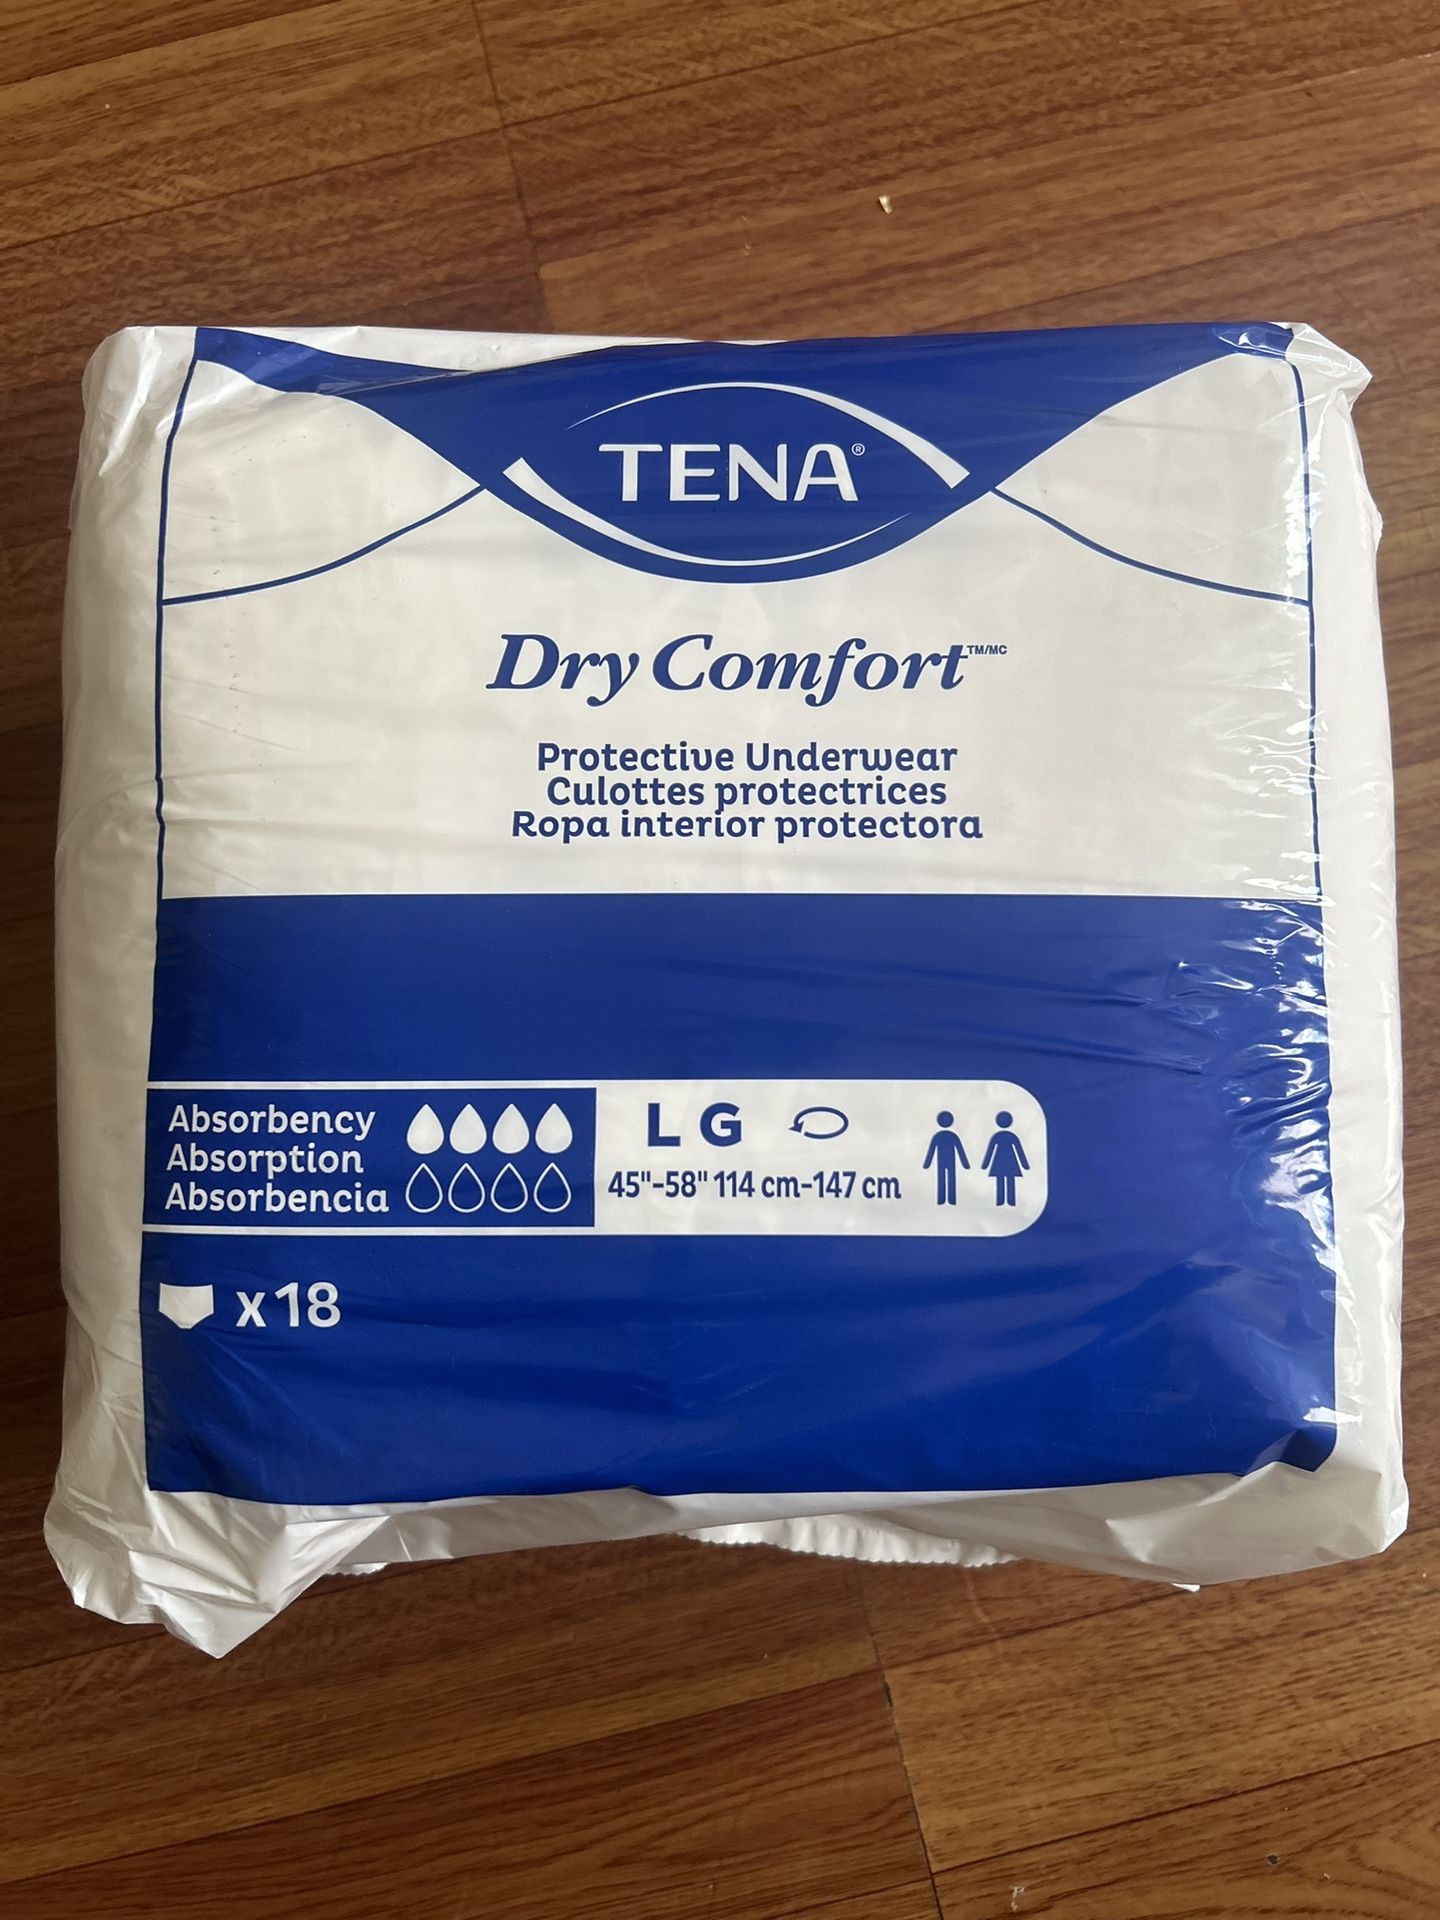 TENA®
Dry Comfort™/MC
Protective Underwear
Culottes protectrices
Ropa interior protectora
Absorbency
Absorption
Absorbencia
L G
45"-58" 114 cm-147 cm
x18